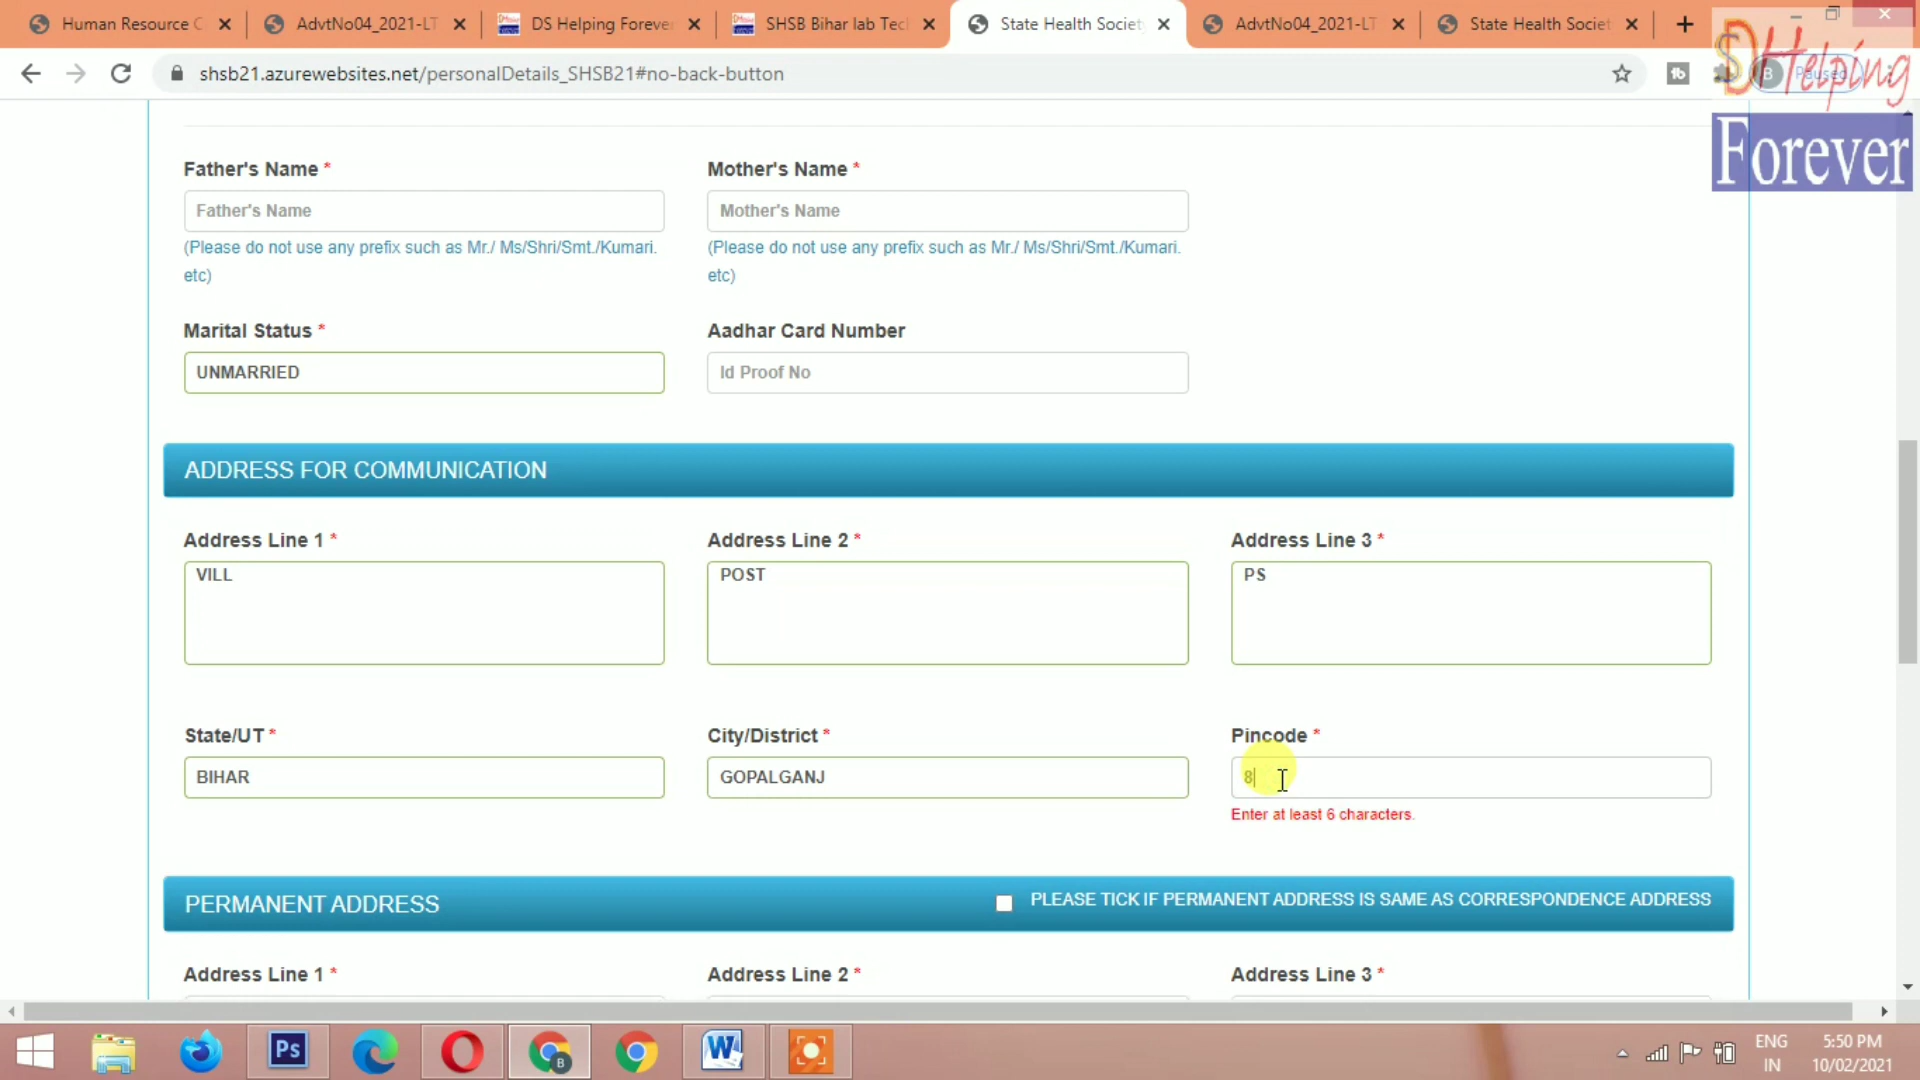 Human Resource C
AdvtNo04_2021-LT
DS Helping Foreve
SHSB Bihar lab Tec
State Health Societ
AdvtNo04_2021-LT
State Health Societ
shsb21.azurewebsites.net/personalDetails_SHSB21#no-back-button
B Paused
DS Helping
Forever
Father's Name *
Mother's Name *
Father's Name
Mother's Name
(Please do not use any prefix such as Mr./ Ms/Shri/Smt./Kumari.
etc)
(Please do not use any prefix such as Mr./ Ms/Shri/Smt./Kumari.
etc)
Marital Status *
Aadhar Card Number
UNMARRIED
Id Proof No
ADDRESS FOR COMMUNICATION
Address Line 1 *
Address Line 2 *
Address Line 3 *
VILL
POST
PS
State/UT *
City/District *
Pincode *
BIHAR
GOPALGANJ
8
Enter at least 6 characters.
PERMANENT ADDRESS
PLEASE TICK IF PERMANENT ADDRESS IS SAME AS CORRESPONDENCE ADDRESS
Address Line 1 *
Address Line 2 *
Address Line 3 *
Ps
B
W
ENG
IN
5:50 PM
10/02/2021